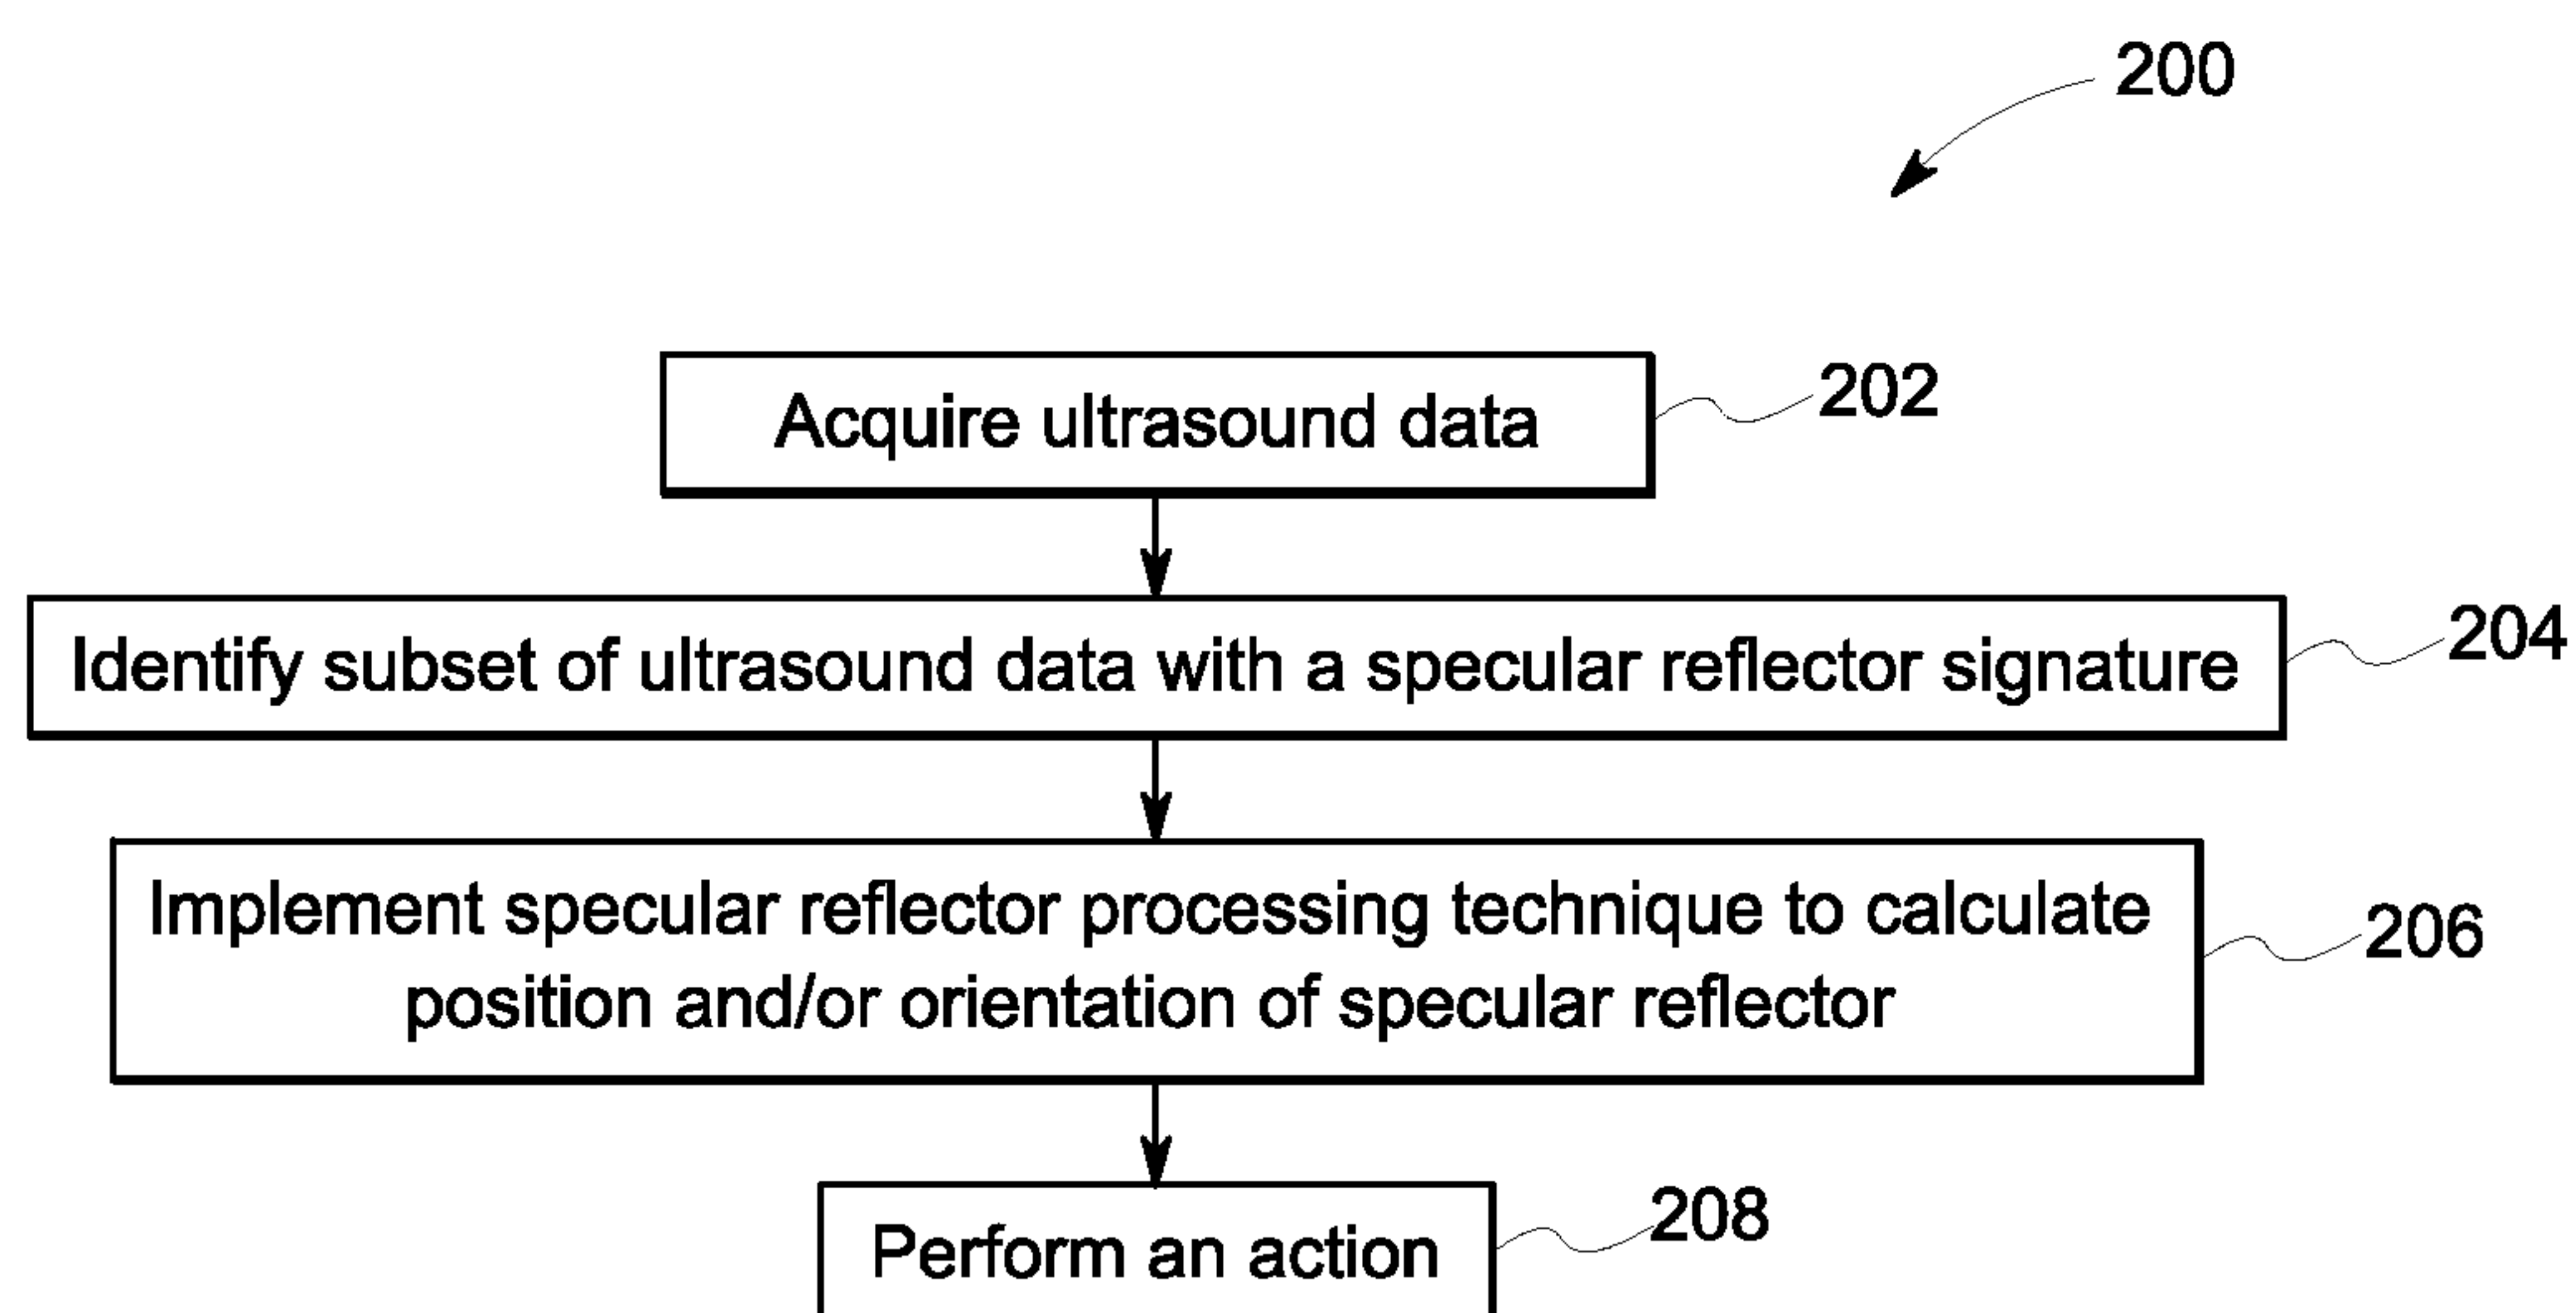 200
Acquire ultrasound data
202
Identify subset of ultrasound data with a specular reflector signature
204
Implement specular reflector processing technique to calculate
position and/or orientation of specular reflector
206
Perform an action
208